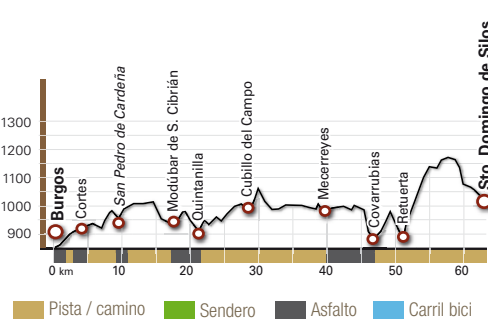 Burgos
Cortes
San Pedro de Cardeña
Modúbar de S. Cibrián
Quintanilla
Cubillo del Campo
Mecerreyes
Covarrubias
Retuerta
Sto. Domingo de Silos
1300
1200
1100
1000
900
0 km 10 20 30 40 50 60
Pista / camino Sendero Asfalto Carril bici